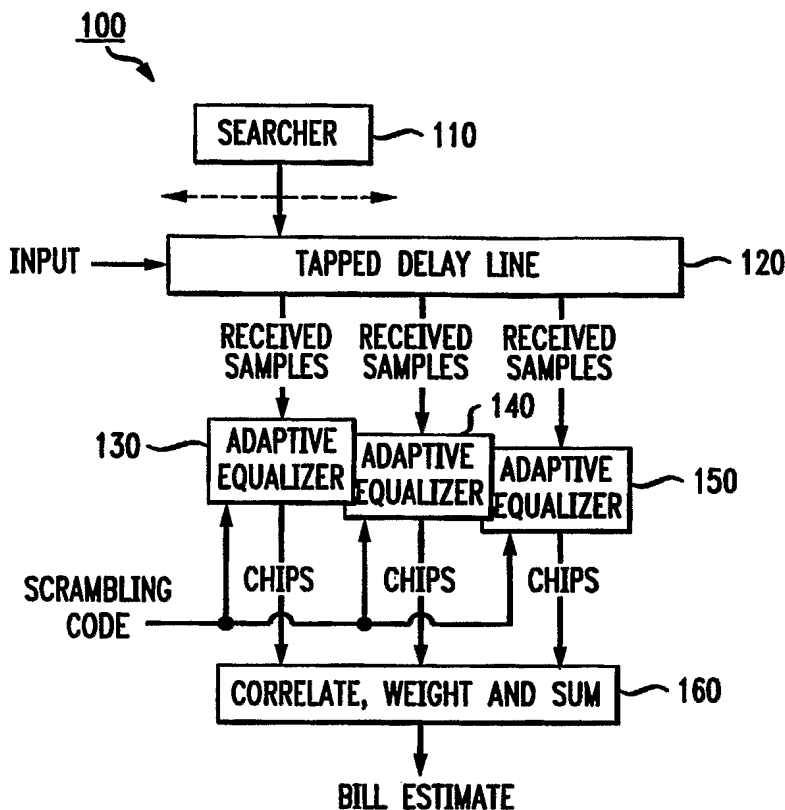 100
SEARCHER
110
INPUT
TAPPED DELAY LINE
120
RECEIVED SAMPLES
RECEIVED SAMPLES
RECEIVED SAMPLES
130
ADAPTIVE EQUALIZER
140
ADAPTIVE EQUALIZER
ADAPTIVE EQUALIZER
150
SCRAMBLING CODE
CHIPS
CHIPS
CHIPS
CORRELATE, WEIGHT AND SUM
160
BILL ESTIMATE